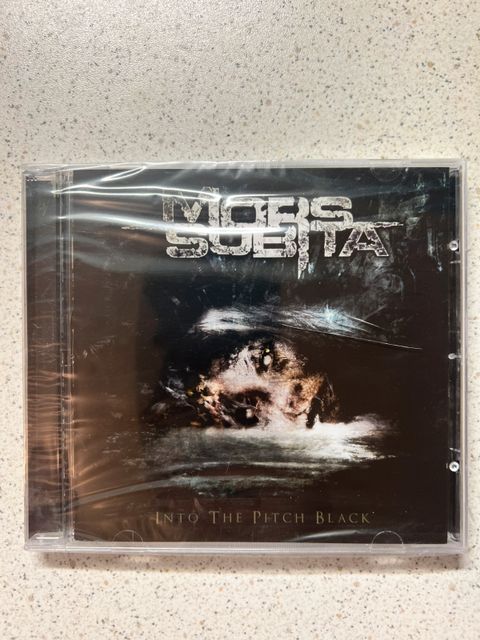 MORS
SUBITA
INTO THE PITCH BLACK